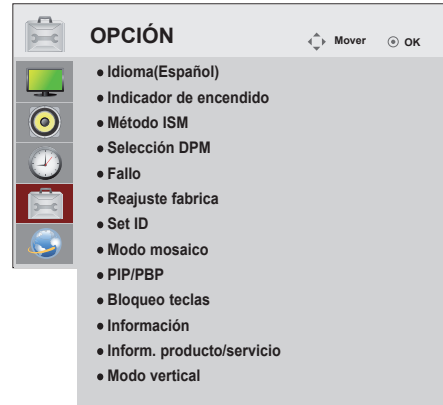 OPCIÓN Mover OK
● Idioma(Español)
● Indicador de encendido
● Método ISM
● Selección DPM
● Fallo
● Reajuste fabrica
● Set ID
● Modo mosaico
● PIP/PBP
● Bloqueo teclas
● Información
● Inform. producto/servicio
● Modo vertical